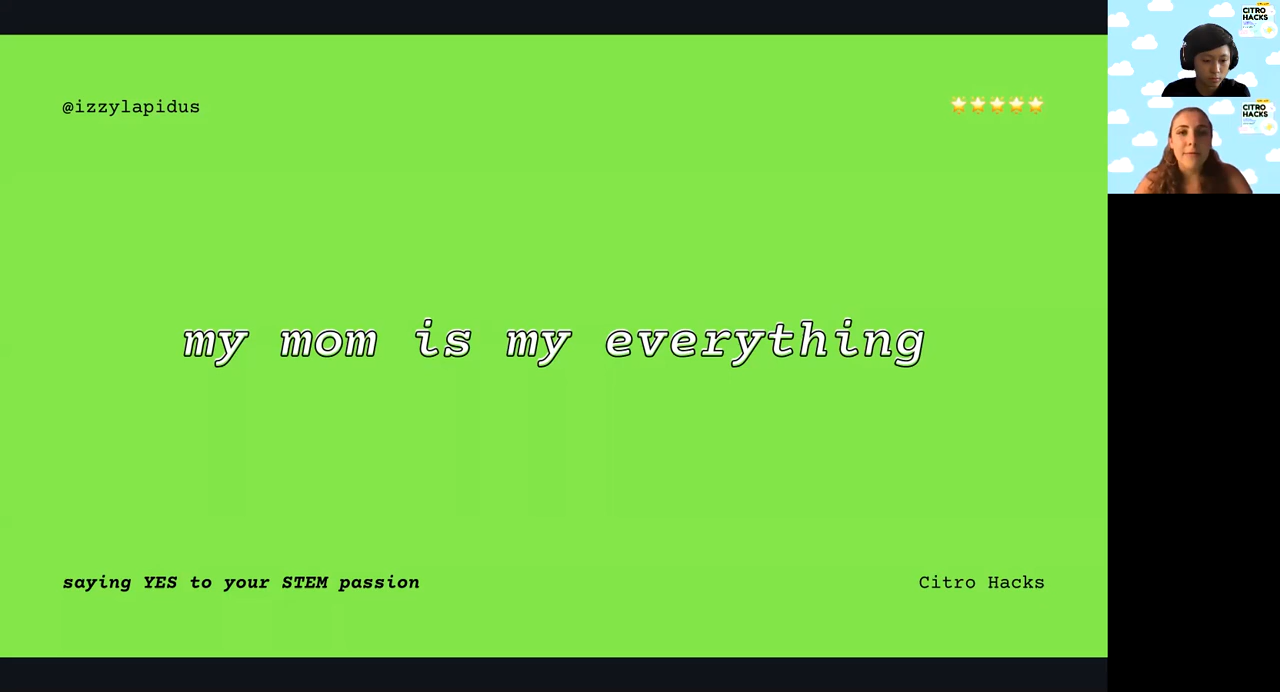 @izzylapidus
my mom is my everything
saying YES to your STEM passion
Citro Hacks
CITRO
HACKS
CITRO
HACKS